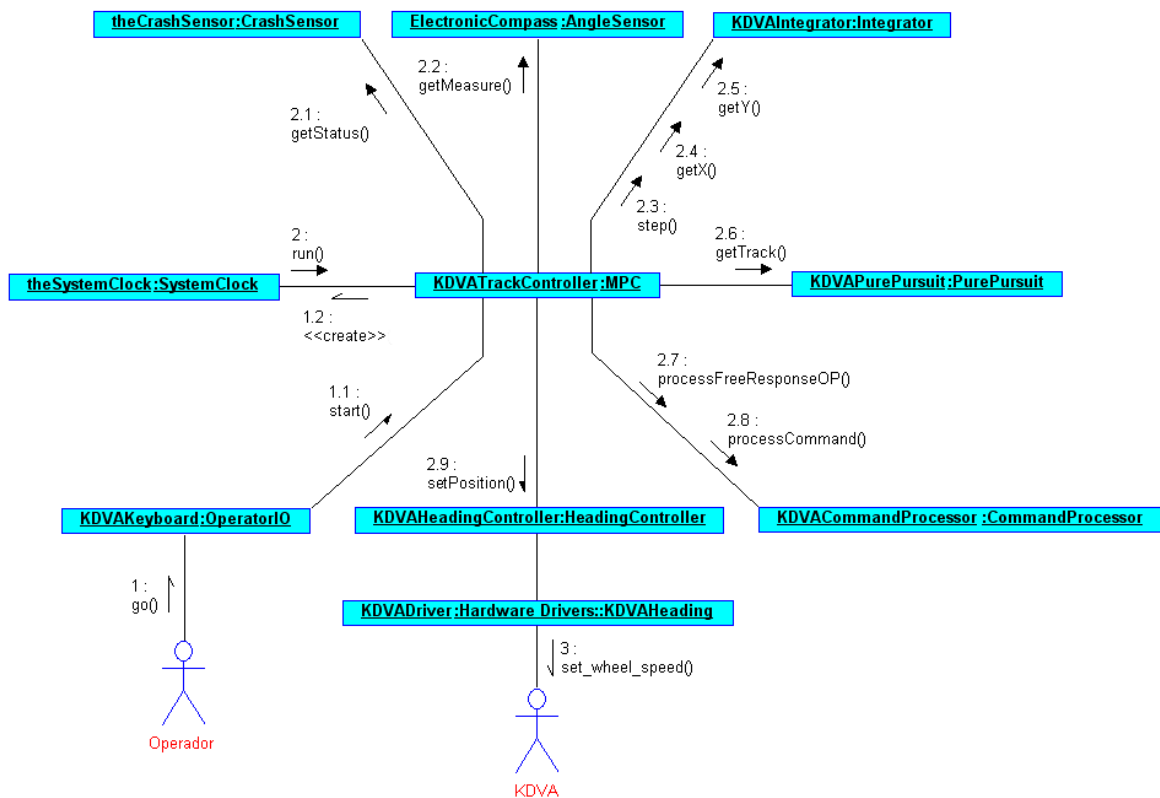 theCrashSensor:CrashSensor
ElectronicCompass :AngleSensor
KDVAIntegrator:Integrator
2.1 :
getStatus()
2.2 :
getMeasure()
2.5 :
getY()
2.4 :
getX()
2.3 :
step()
2 :
run()
2.6 :
getTrack()
theSystemClock:SystemClock
KDVATrackController:MPC
KDVAPurePursuit:PurePursuit
1.2 :
<<create>>
1.1 :
start()
2.7 :
processFreeResponseOP()
2.8 :
processCommand()
2.9 :
setPosition()
KDVAKeyboard:OperatorIO
KDVAHeadingController:HeadingController
KDVACommandProcessor :CommandProcessor
1 :
go()
KDVADriver:Hardware Drivers::KDVAHeading
3 :
set_wheel_speed()
Operador
KDVA